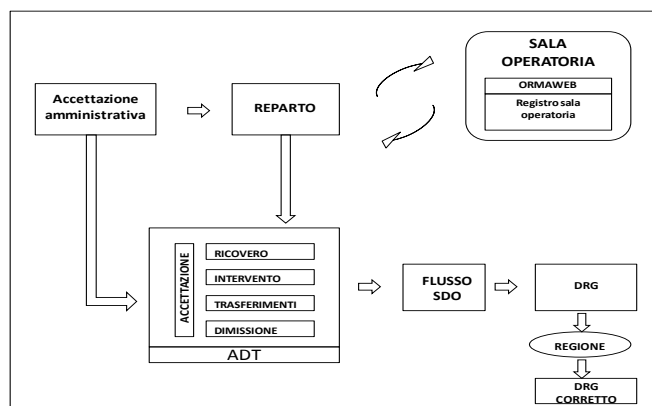 SALA
OPERATORIA
ORMAWEB
Registro sala
operatoria
Accettazione
amministrativa
REPARTO
ACCETTAZIONE
RICOVERO
INTERVENTO
TRASFERIMENTI
DIMISSIONE
ADT
FLUSSO
SDO
DRG
REGIONE
DRG
CORRETTO